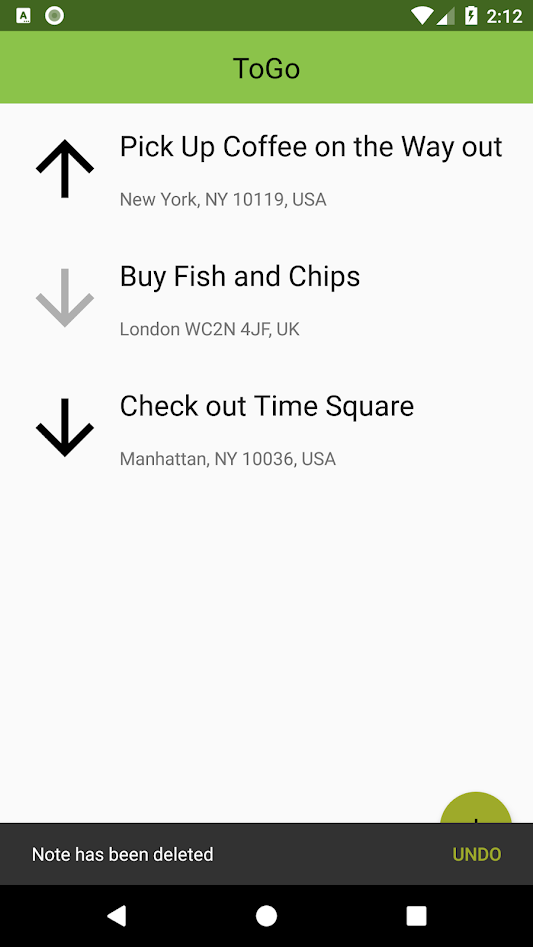 2:12
ToGo
Pick Up Coffee on the Way out
New York, NY 10119, USA
Buy Fish and Chips
London WC2N 4JF, UK
Check out Time Square
Manhattan, NY 10036, USA
Note has been deleted
UNDO